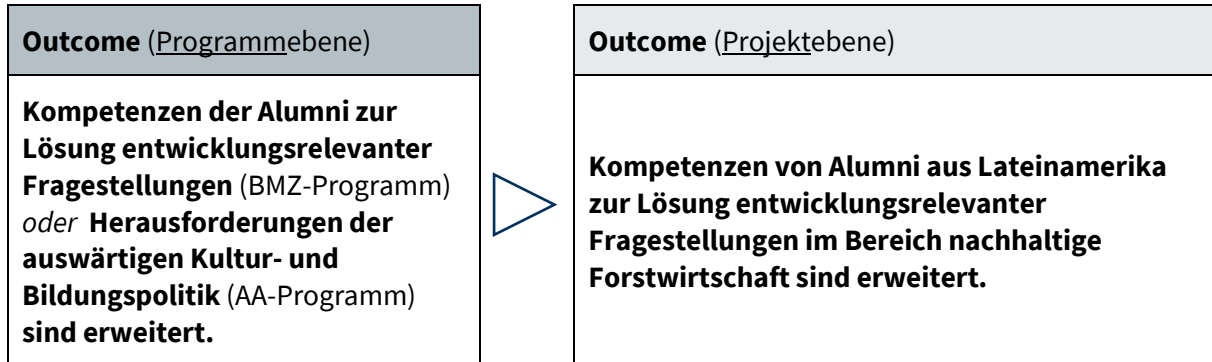 Outcome (Programmebene)
Kompetenzen der Alumni zur
Lösung entwicklungsrelevanter
Fragestellungen (BMZ-Programm)
oder Herausforderungen der
auswärtigen Kultur- und
Bildungspolitik (AA-Programm)
sind erweitert.
Outcome (Projektebene)
Kompetenzen von Alumni aus Lateinamerika
zur Lösung entwicklungsrelevanter
Fragestellungen im Bereich nachhaltige
Forstwirtschaft sind erweitert.